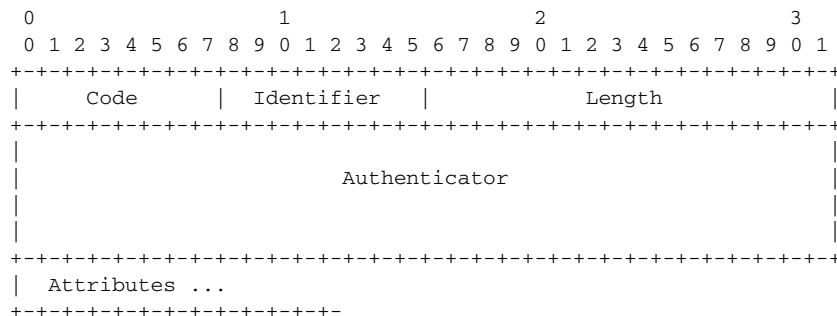 0                   1                   2                   3
 0 1 2 3 4 5 6 7 8 9 0 1 2 3 4 5 6 7 8 9 0 1 2 3 4 5 6 7 8 9 0 1
+-+-+-+-+-+-+-+-+-+-+-+-+-+-+-+-+-+-+-+-+-+-+-+-+-+-+-+-+-+-+-+-+
|     Code      |  Identifier   |            Length             |
+-+-+-+-+-+-+-+-+-+-+-+-+-+-+-+-+-+-+-+-+-+-+-+-+-+-+-+-+-+-+-+-+
|                                                               |
|                         Authenticator                         |
|                                                               |
|                                                               |
+-+-+-+-+-+-+-+-+-+-+-+-+-+-+-+-+-+-+-+-+-+-+-+-+-+-+-+-+-+-+-+-+
|  Attributes ...
+-+-+-+-+-+-+-+-+-+-+-+-+-